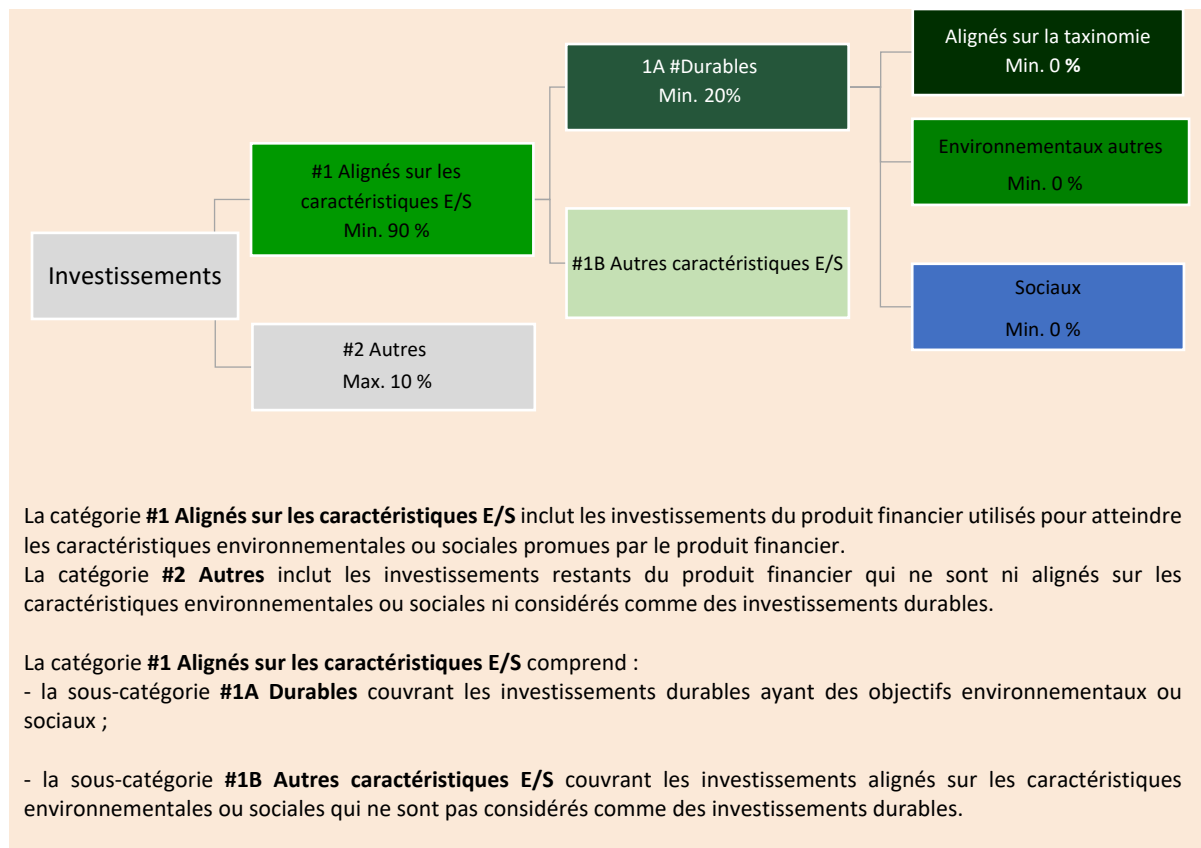 Investissements
#1 Alignés sur les
caractéristiques E/S
Min. 90 %
#2 Autres
Max. 10 %
1A #Durables
Min. 20%
#1B Autres caractéristiques E/S
Alignés sur la taxinomie
Min. 0 %
Environnementaux autres
Min. 0 %
Sociaux
Min. 0 %
La catégorie #1 Alignés sur les caractéristiques E/S inclut les investissements du produit financier utilisés pour atteindre
les caractéristiques environnementales ou sociales promues par le produit financier.
La catégorie #2 Autres inclut les investissements restants du produit financier qui ne sont ni alignés sur les
caractéristiques environnementales ou sociales ni considérés comme des investissements durables.
La catégorie #1 Alignés sur les caractéristiques E/S comprend :
- la sous-catégorie #1A Durables couvrant les investissements durables ayant des objectifs environnementaux ou
sociaux ;
- la sous-catégorie #1B Autres caractéristiques E/S couvrant les investissements alignés sur les caractéristiques
environnementales ou sociales qui ne sont pas considérés comme des investissements durables.